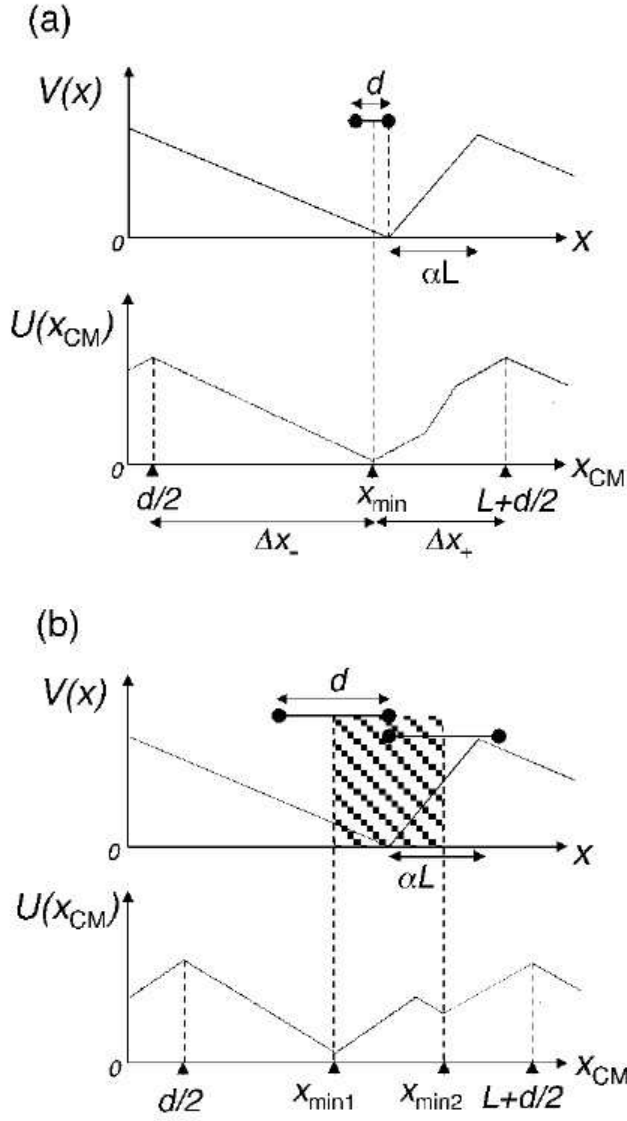 (a)
V(x)
d
0
x
αL
U(x_CM)
0
x_CM
d/2
x_min
L+d/2
Δx_-
Δx_+
(b)
V(x)
d
0
x
αL
U(x_CM)
0
x_CM
d/2
x_min1
x_min2
L+d/2